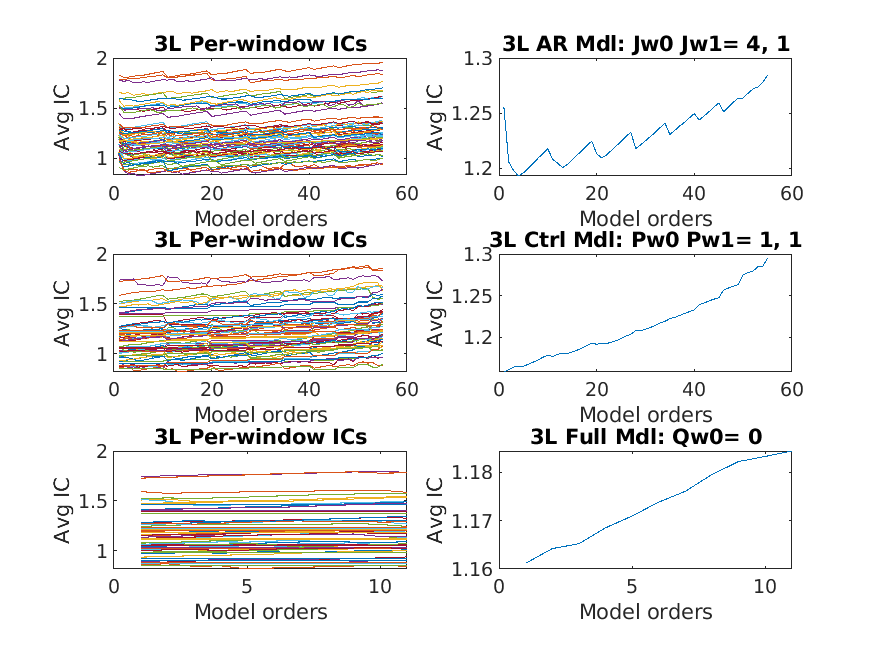 3L Per-window ICs
Avg IC
2
1.5
1
0 20 40 60
Model orders
3L AR Mdl: Jw0 Jw1= 4, 1
Avg IC
1.3
1.25
1.2
0 20 40 60
Model orders
3L Per-window ICs
Avg IC
2
1.5
1
0 20 40 60
Model orders
3L Ctrl Mdl: Pw0 Pw1= 1, 1
Avg IC
1.3
1.25
1.2
0 20 40 60
Model orders
3L Per-window ICs
Avg IC
2
1.5
1
0 5 10
Model orders
3L Full Mdl: Qw0= 0
Avg IC
1.18
1.17
1.16
0 5 10
Model orders